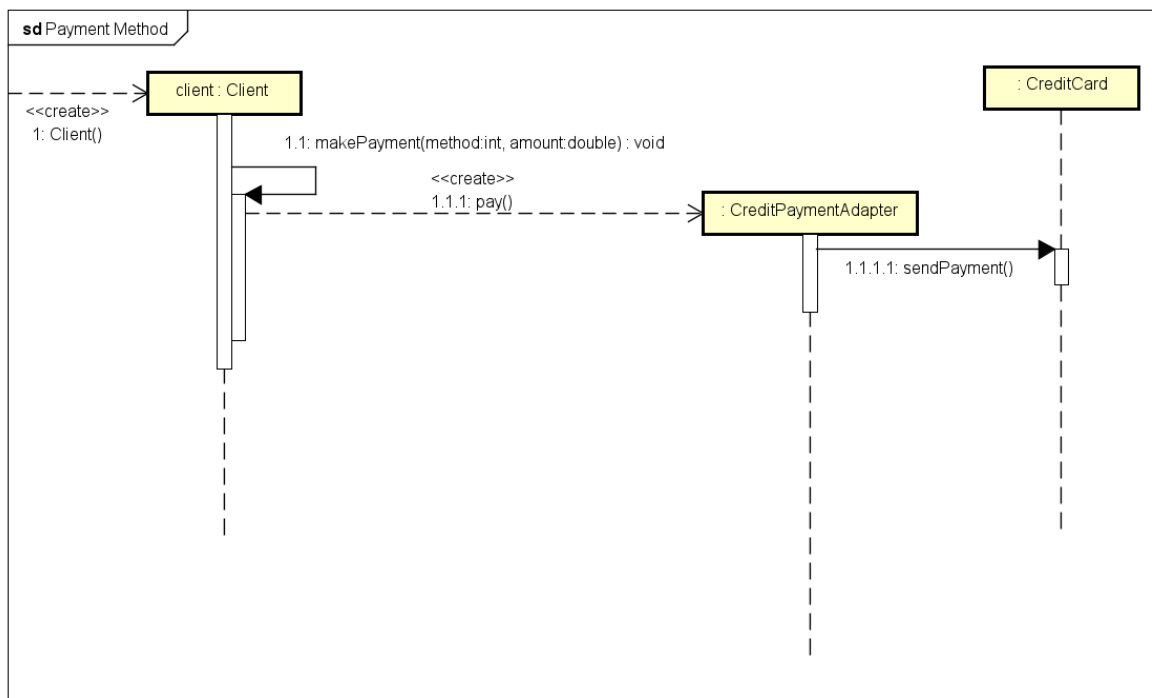 sd Payment Method
client : Client
: CreditCard
<<create>>
1: Client()
1.1: makePayment(method:int, amount:double) : void
<<create>>
1.1.1: pay()
: CreditPaymentAdapter
1.1.1.1: sendPayment()